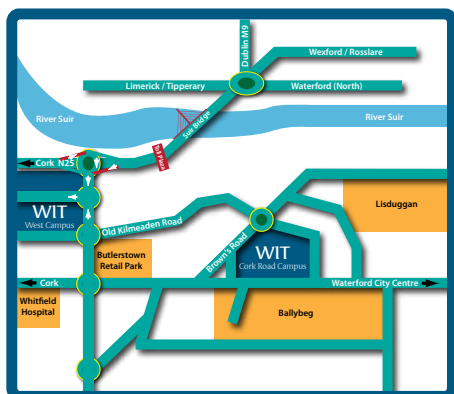 Dublin M9
Wexford / Rosslare
Limerick / Tipperary
Waterford (North)
River Suir
Suir Bridge
River Suir
Toll Plaza
Cork N25
WIT
West Campus
Old Kilmeaden Road
Lisduggan
Butlerstown
Retail Park
Brown's Road
WIT
Cork Road Campus
Cork
Waterford City Centre
Whitfield
Hospital
Ballybeg